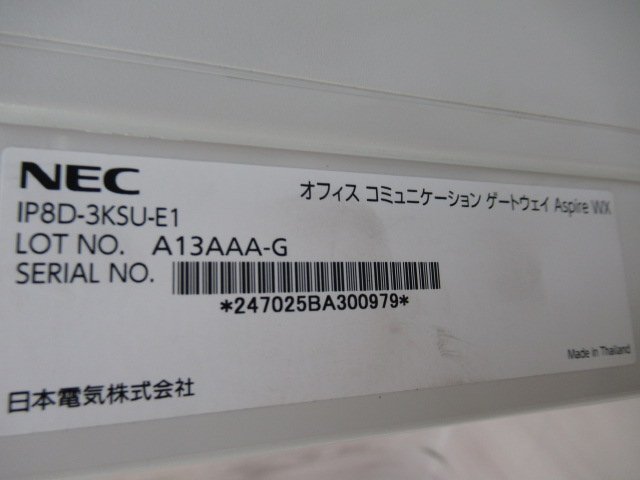 NEC
オフィス コミュニケーション ゲートウェイ Aspire WX
IP8D-3KSU-E1
LOT NO. A13AAA-G
SERIAL NO.
*247025BA300979*
Made in Thailand
日本電気株式会社